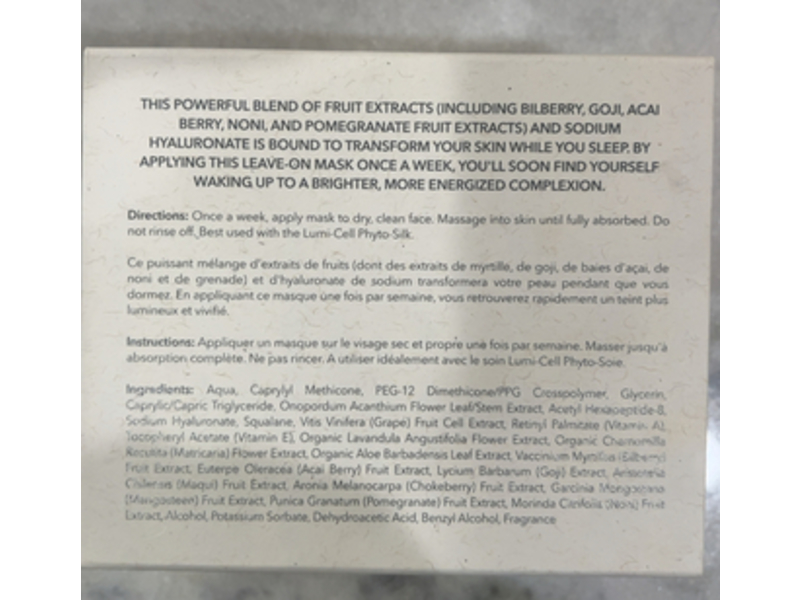 THIS POWERFUL BLEND OF FRUIT EXTRACTS (INCLUDING BILBERRY, GOJI, ACAI
BERRY, NONI, AND POMEGRANATE FRUIT EXTRACTS) AND SODIUM
HYALURONATE IS BOUND TO TRANSFORM YOUR SKIN WHILE YOU SLEEP. BY
APPLYING THIS LEAVE-ON MASK ONCE A WEEK, YOU'LL SOON FIND YOURSELF
WAKING UP TO A BRIGHTER, MORE ENERGIZED COMPLEXION.
Directions: Once a week, apply mask to dry, clean face. Massage into skin until fully absorbed. Do
not rinse off. Best used with the Lumi-Cell Phyto-Silk.
Ce puissant mélange d'extraits de fruits (dont des extraits de myrtille, de goji, de baies d'açai, de
noni et de grenade) et d'hyaluronate de sodium transformera votre peau pendant que vous
dormez. En appliquant ce masque une fois par semaine, vous retrouverez rapidement un teint plus
lumineux et vivifié.
Instructions: Appliquer un masque sur le visage sec et propre une fois par semaine. Masser jusqu'à
absorption complète. Ne pas rincer. A utiliser idéalement avec le soin Lumi-Cell Phyto-Soie.
Ingredients: Aqua, Caprylyl Methicone, PEG-12 Dimethicone/PPG Crosspolymer, Glycerin,
Caprylic/Capric Triglyceride, Onopordum Acanthium Flower Leaf/Stem Extract, Acetyl Hexapeptide-8,
Sodium Hyaluronate, Squalane, Vitis Vinifera (Grape) Fruit Cell Extract, Retinyl Palmitate (Vitamin A),
Tocopheryl Acetate (Vitamin E), Organic Lavandula Angustifolia Flower Extract, Organic Chamomilla
Recutita (Matricaria) Flower Extract, Organic Aloe Barbadensis Leaf Extract, Vaccinium Myrtillus (Bilberry)
Fruit Extract, Euterpe Oleracea (Acai Berry) Fruit Extract, Lycium Barbarum (Goji) Extract, Aristotelia
Chilensis (Maqui) Fruit Extract, Aronia Melanocarpa (Chokeberry) Fruit Extract, Garcinia Mangostana
(Mangosteen) Fruit Extract, Punica Granatum (Pomegranate) Fruit Extract, Morinda Citrifolia (Noni) Fruit
Extract, Alcohol, Potassium Sorbate, Dehydroacetic Acid, Benzyl Alcohol, Fragrance